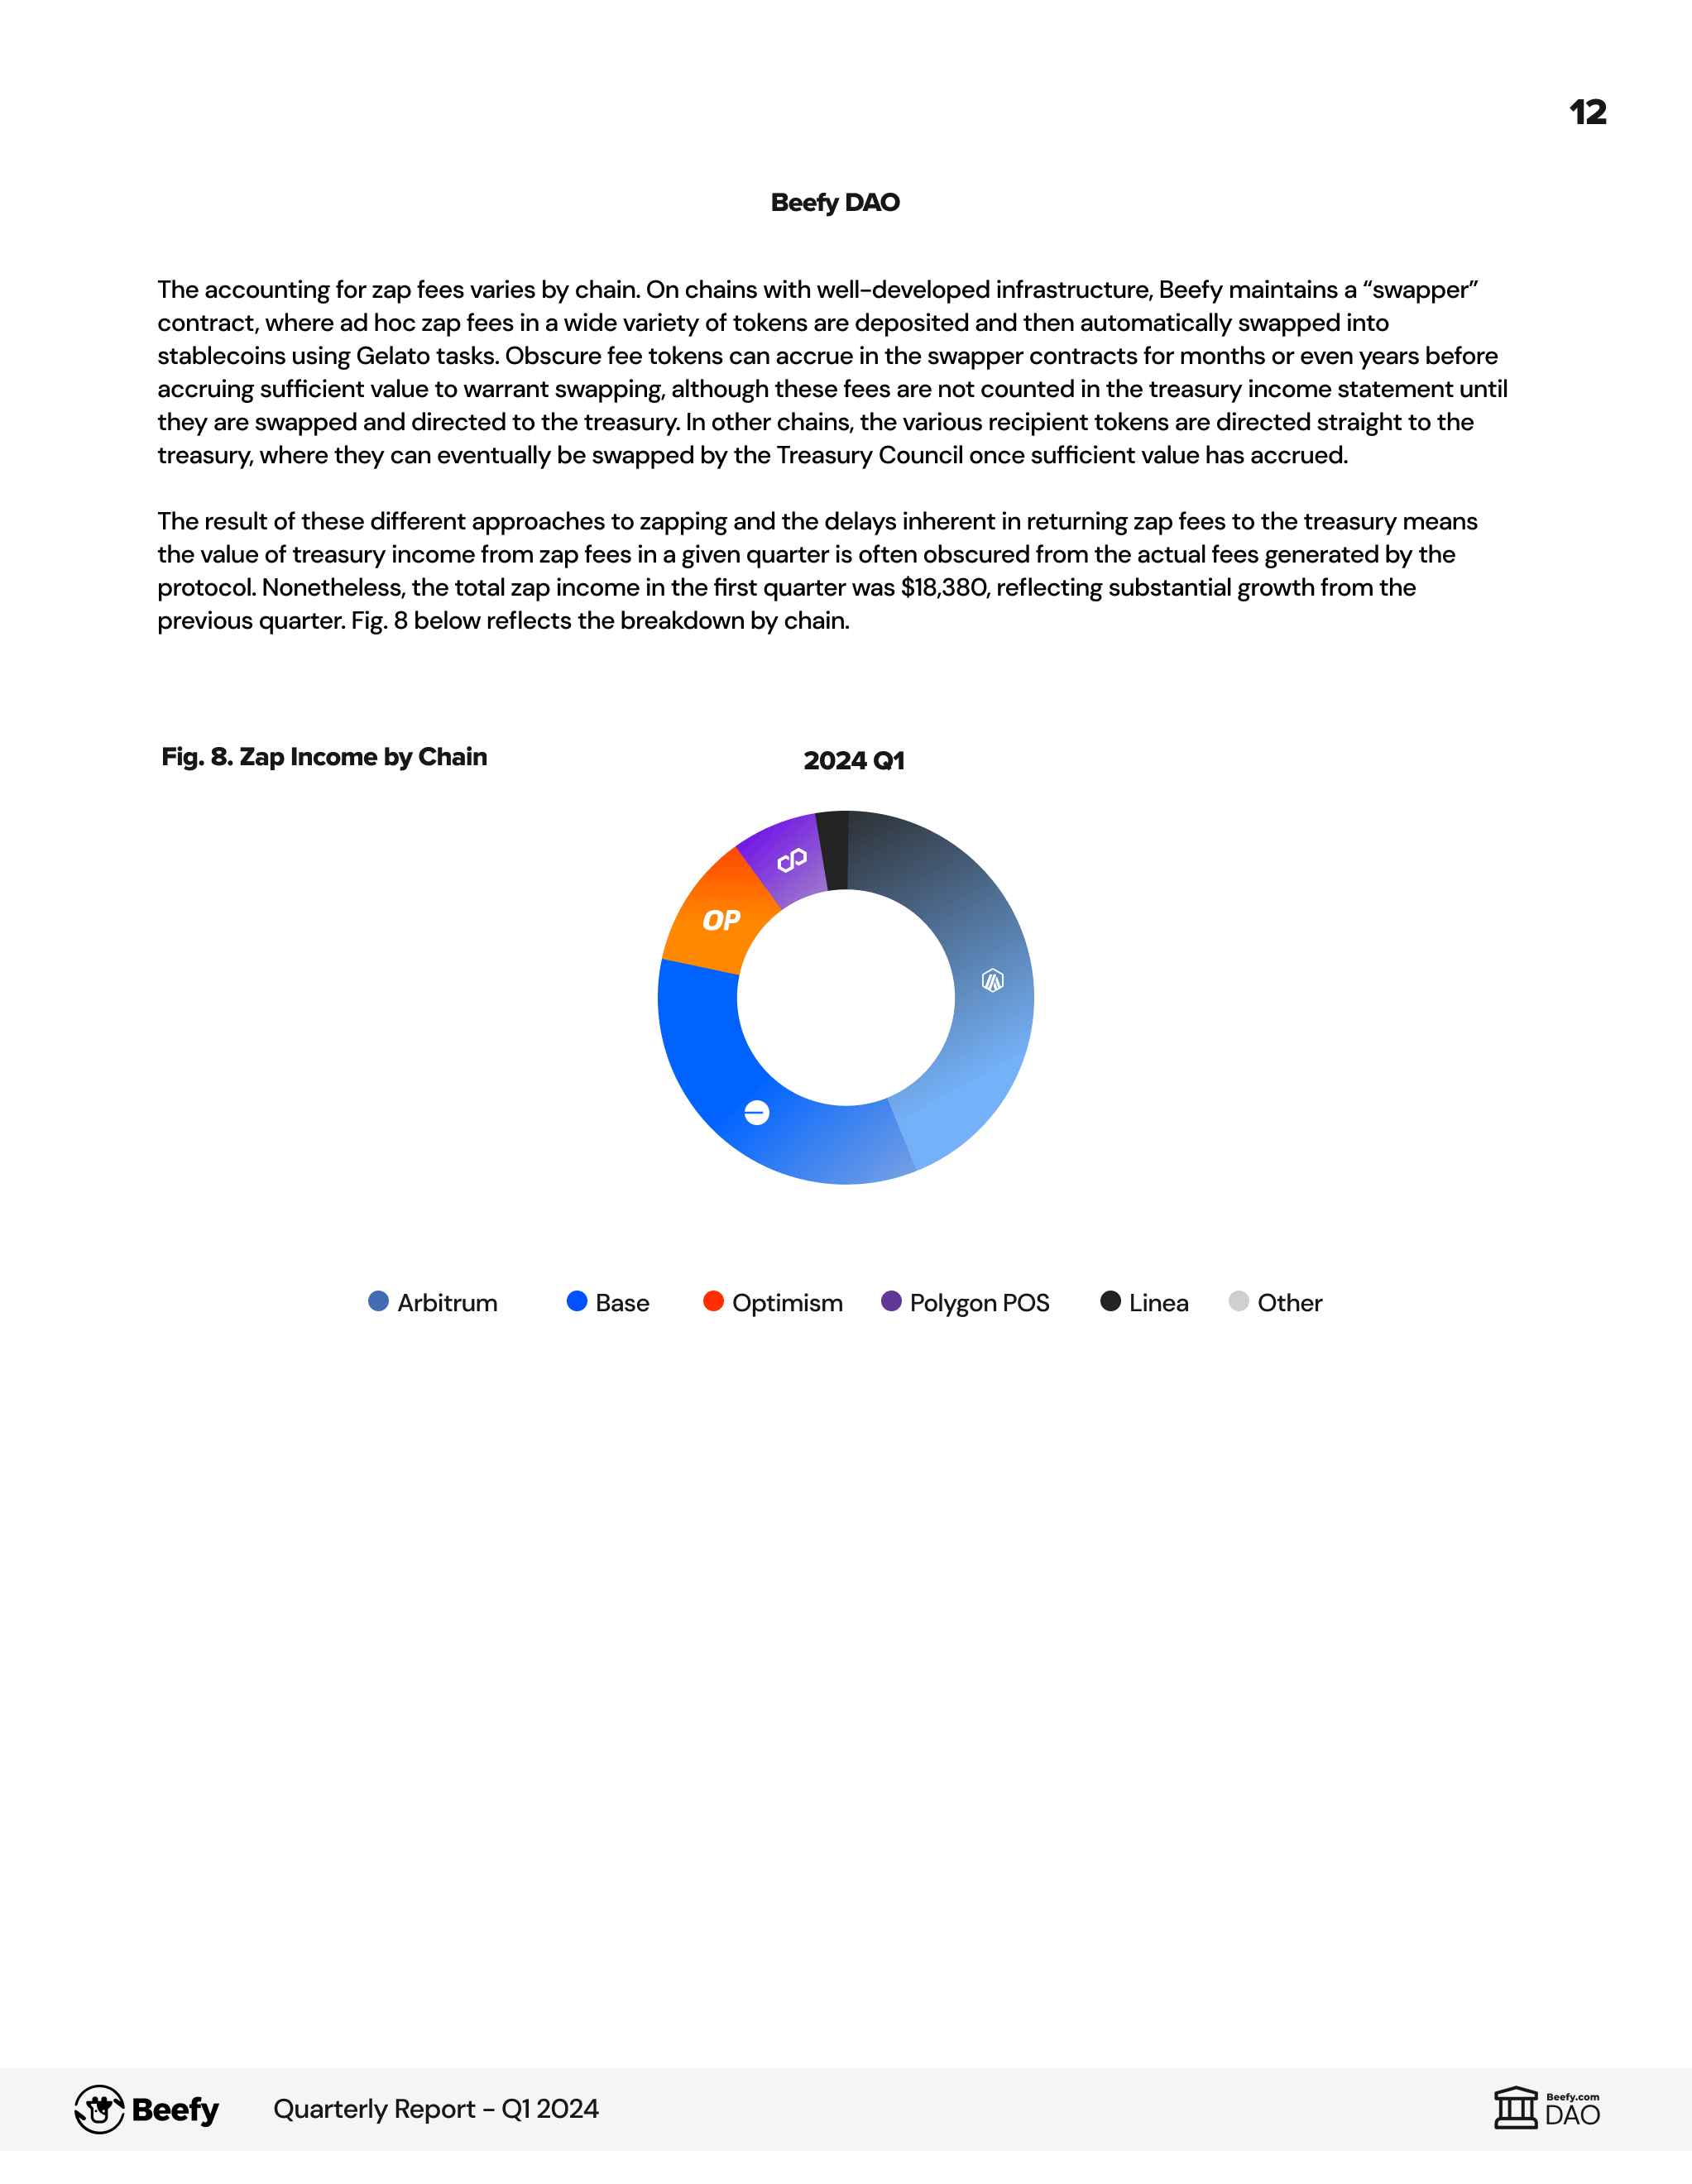 12
Beefy DAO
The accounting for zap fees varies by chain. On chains with well-developed infrastructure, Beefy maintains a “swapper”
contract, where ad hoc zap fees in a wide variety of tokens are deposited and then automatically swapped into
stablecoins using Gelato tasks. Obscure fee tokens can accrue in the swapper contracts for months or even years before
accruing sufficient value to warrant swapping, although these fees are not counted in the treasury income statement until
they are swapped and directed to the treasury. In other chains, the various recipient tokens are directed straight to the
treasury, where they can eventually be swapped by the Treasury Council once sufficient value has accrued.
The result of these different approaches to zapping and the delays inherent in returning zap fees to the treasury means
the value of treasury income from zap fees in a given quarter is often obscured from the actual fees generated by the
protocol. Nonetheless, the total zap income in the first quarter was $18,380, reflecting substantial growth from the
previous quarter. Fig. 8 below reflects the breakdown by chain.
Fig. 8. Zap Income by Chain
2024 Q1
OP
Arbitrum Base Optimism Polygon POS Linea Other
Beefy Quarterly Report - Q1 2024
Beefy.com
DAO